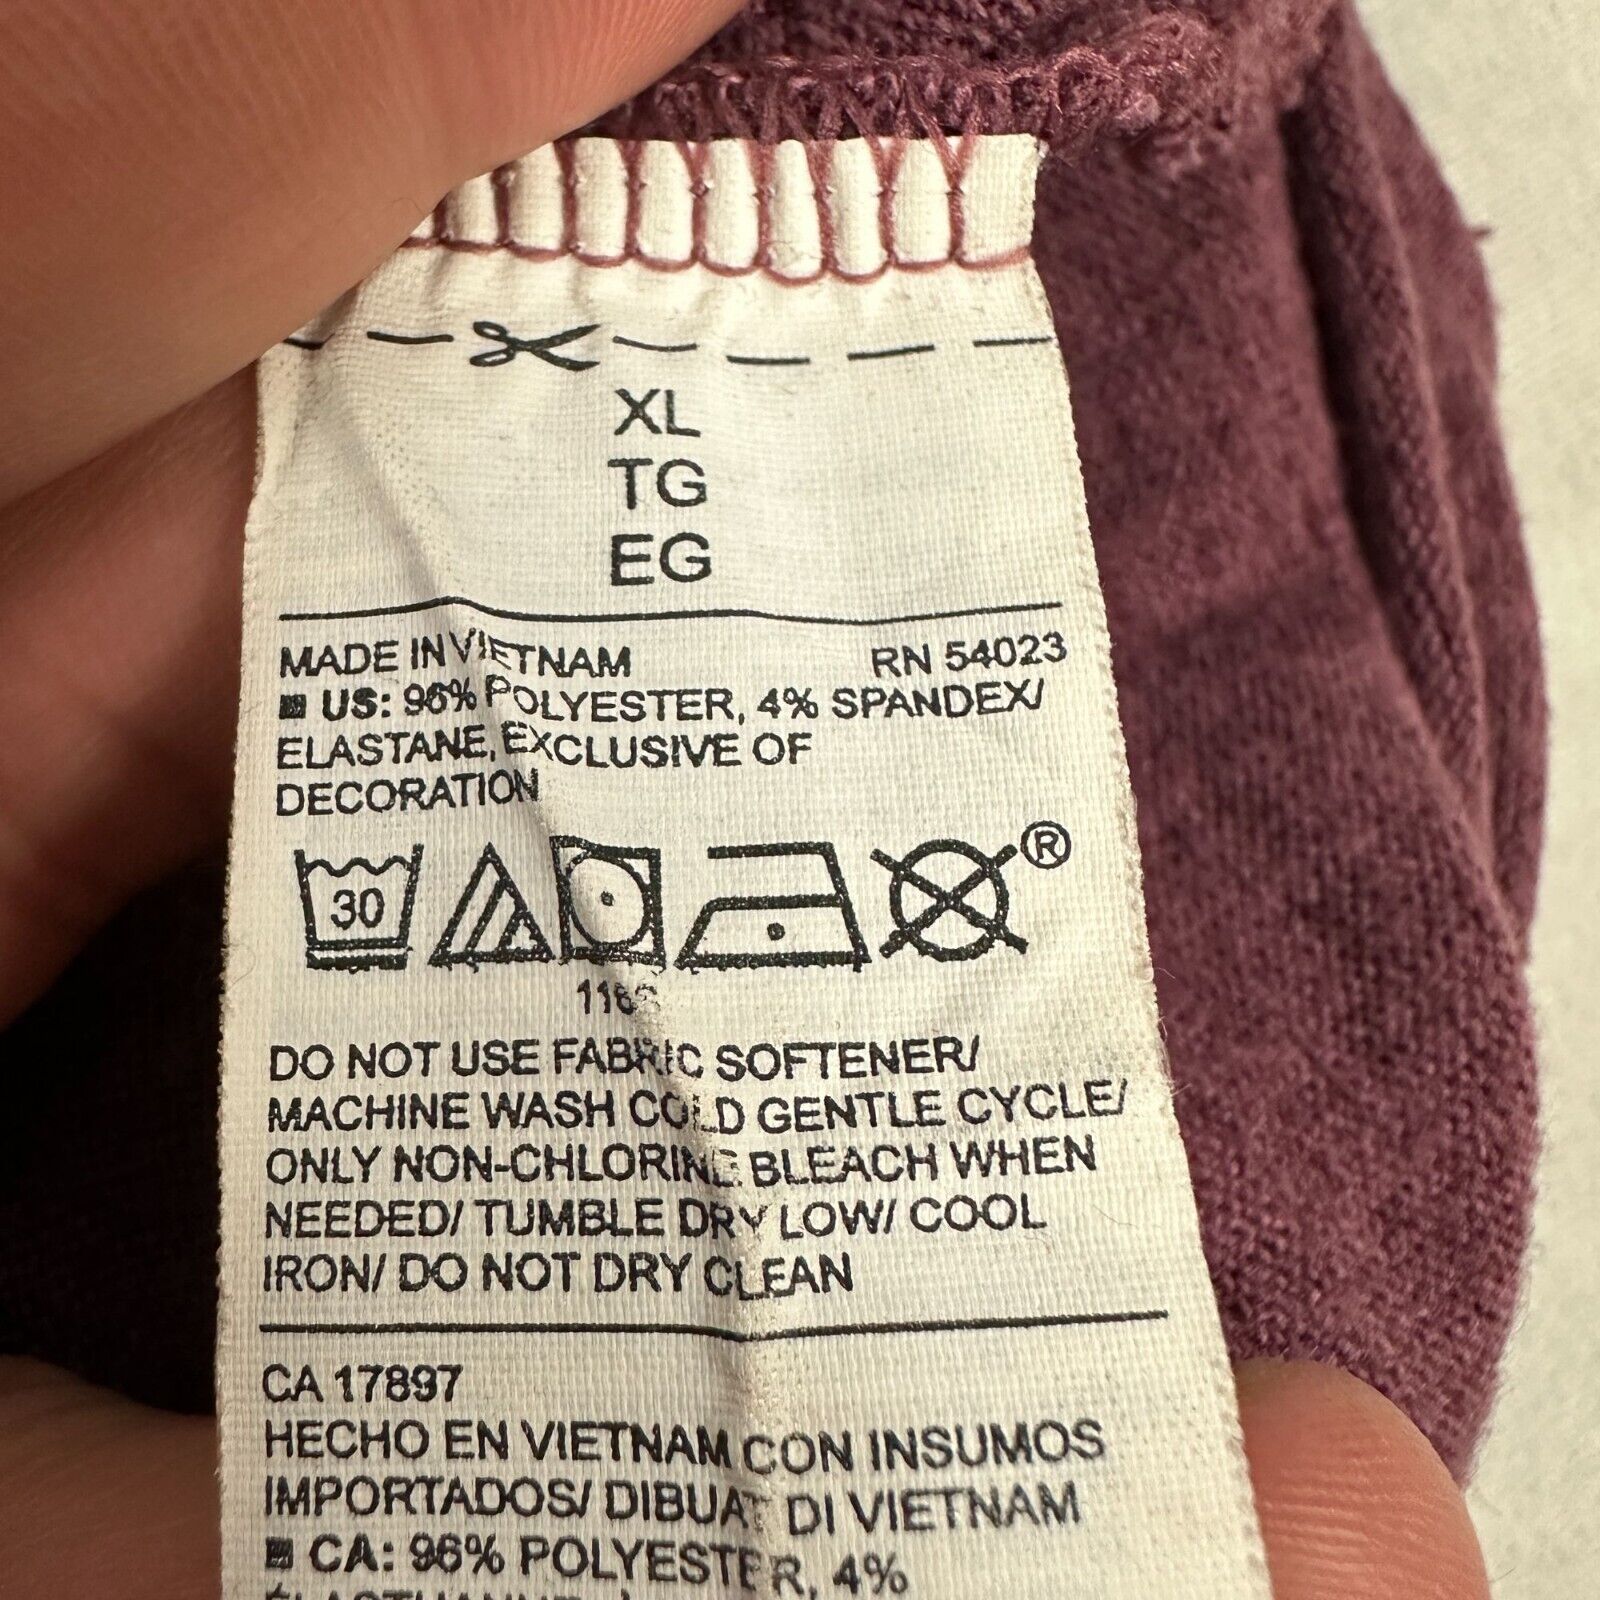 XL
TG
EG
MADE IN VIETNAM RN 54023
US: 96% POLYESTER, 4% SPANDEX/
ELASTANE, EXCLUSIVE OF
DECORATION
30 ®
DO NOT USE FABRIC SOFTENER/
MACHINE WASH COLD GENTLE CYCLE/
ONLY NON-CHLORINE BLEACH WHEN
NEEDED/ TUMBLE DRY LOW/ COOL
IRON/ DO NOT DRY CLEAN
CA 17897
HECHO EN VIETNAM CON INSUMOS
IMPORTADOS/ DIBUAT DI VIETNAM
CA: 96% POLYESTER, 4%